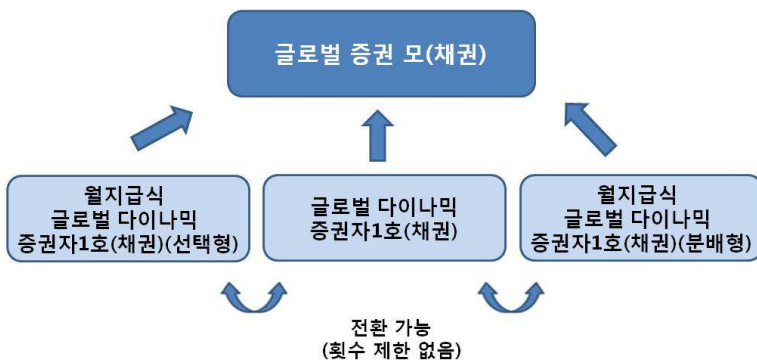 글로벌 증권 모(채권)
월지급식
글로벌 다이나믹
증권자1호(채권)(선택형)
글로벌 다이나믹
증권자1호(채권)
월지급식
글로벌 다이나믹
증권자1호(채권)(분배형)
전환 가능
(횟수 제한 없음)